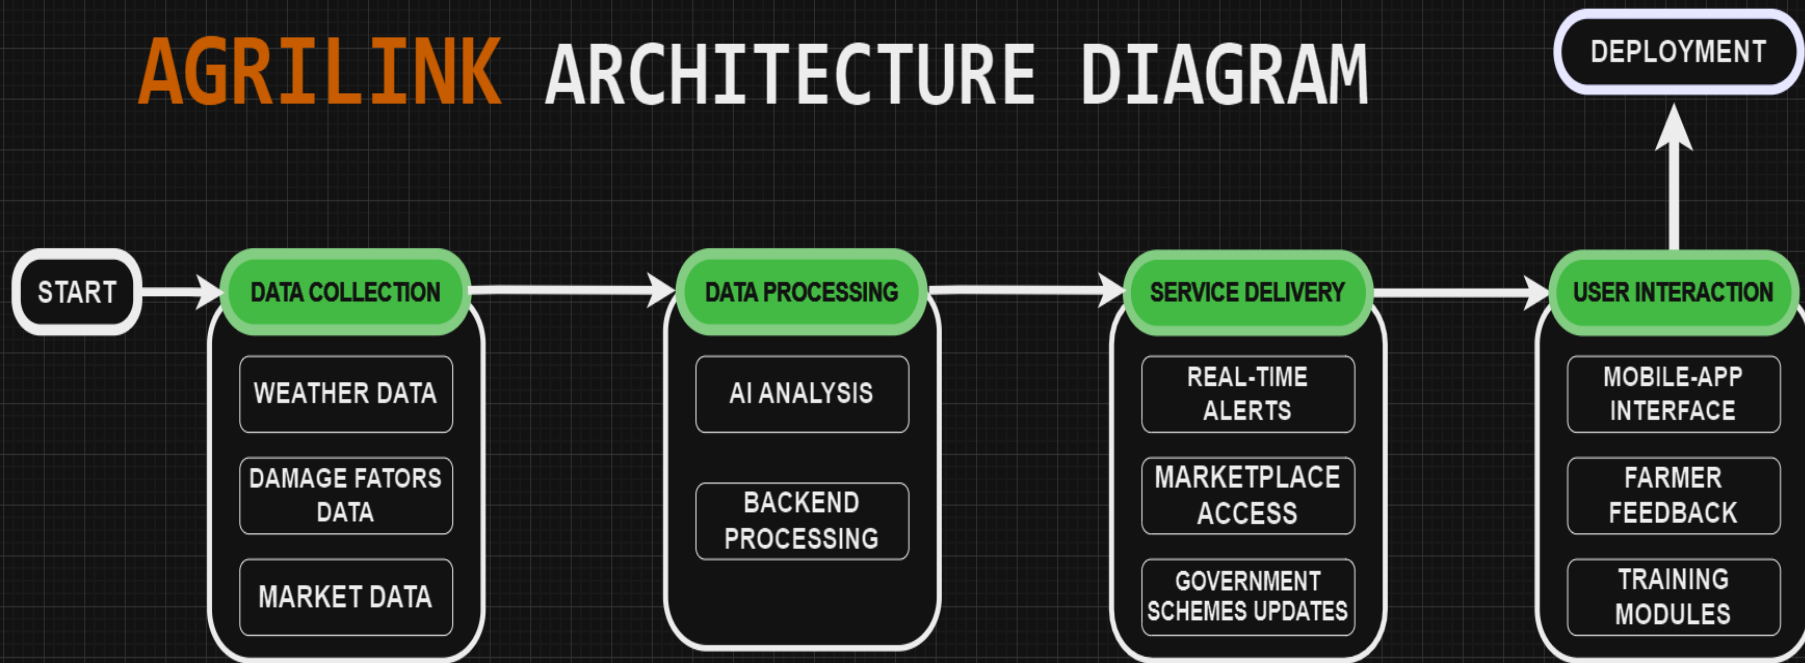 AGRILINK ARCHITECTURE DIAGRAM
DEPLOYMENT
START
DATA COLLECTION
WEATHER DATA
DAMAGE FATORS
DATA
MARKET DATA
DATA PROCESSING
AI ANALYSIS
BACKEND
PROCESSING
SERVICE DELIVERY
REAL-TIME
ALERTS
MARKETPLACE
ACCESS
GOVERNMENT
SCHEMES UPDATES
USER INTERACTION
MOBILE-APP
INTERFACE
FARMER
FEEDBACK
TRAINING
MODULES